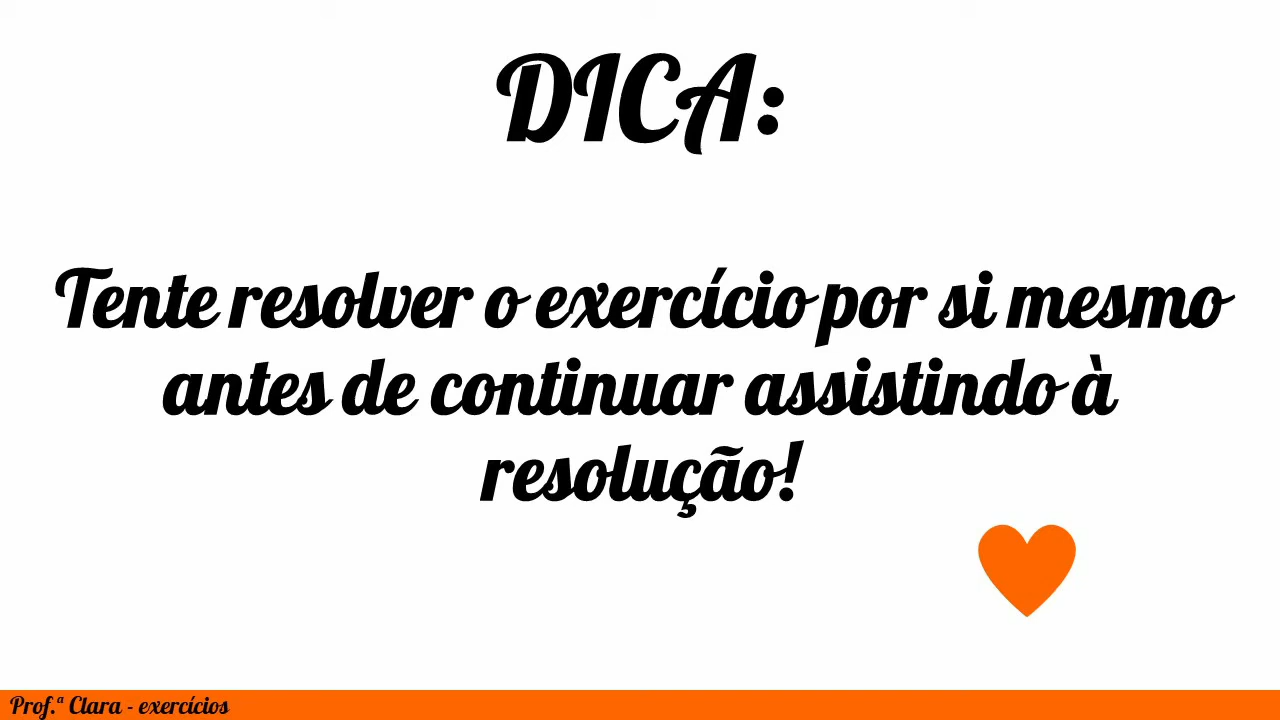 DICA:
Tente resolver o exercício por si mesmo
antes de continuar assistindo à
resolução!
Prof.ª Clara - exercícios